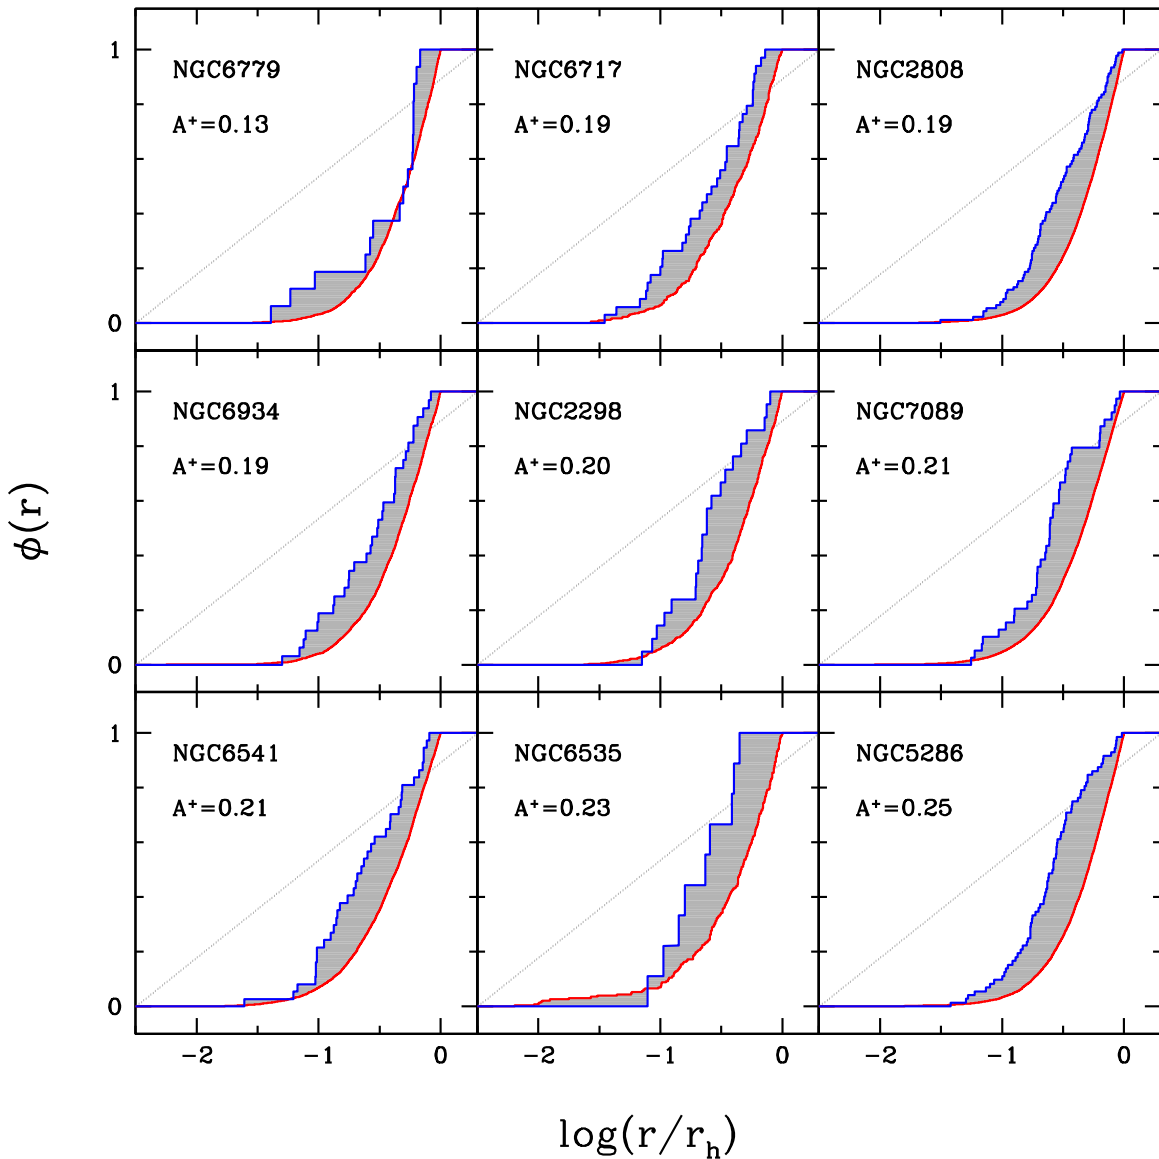 NGC6779
A+=0.13
NGC6717
A+=0.19
NGC2808
A+=0.19
1
0
NGC6934
A+=0.19
NGC2298
A+=0.20
NGC7089
A+=0.21
1
0
ϕ(r)
NGC6541
A+=0.21
NGC6535
A+=0.23
NGC5286
A+=0.25
1
0
-2 -1 0 -2 -1 0 -2 -1 0
log(r/r_h)